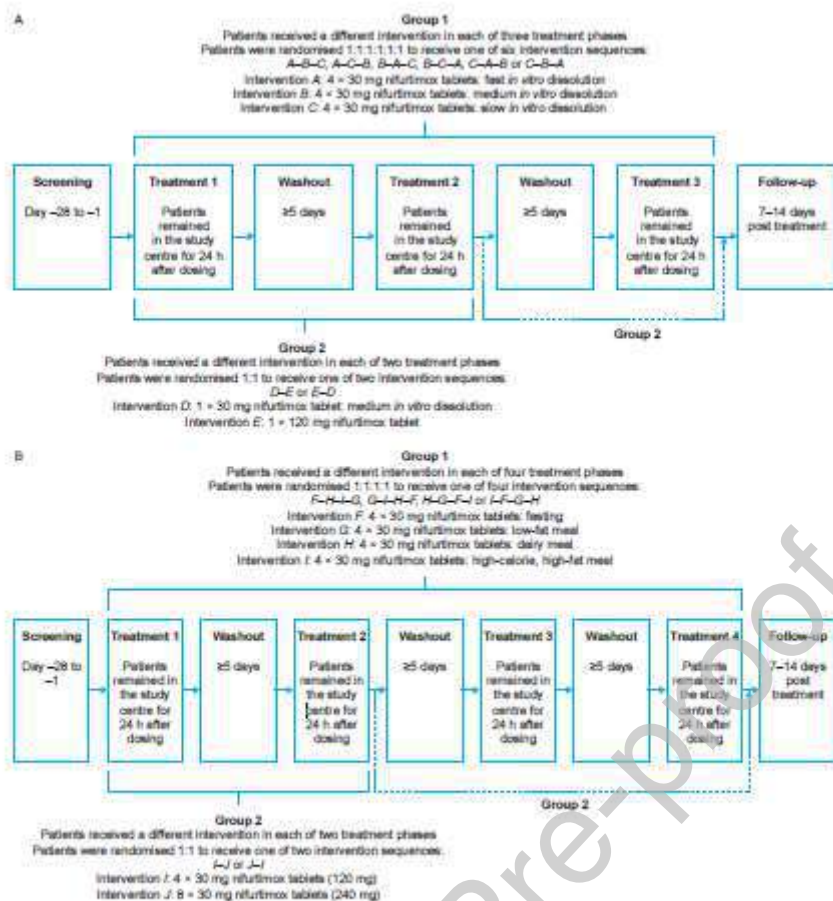 A
Group 1
Patients received a different intervention in each of three treatment phases
Patients were randomised 1:1:1:1:1:1 to receive one of six intervention sequences:
A–B–C, A–C–B, B–A–C, B–C–A, C–A–B or C–B–A
Intervention A: 4 × 30 mg nifurtimox tablets: fast in vitro dissolution
Intervention B: 4 × 30 mg nifurtimox tablets: medium in vitro dissolution
Intervention C: 4 × 30 mg nifurtimox tablets: slow in vitro dissolution
Screening
Day –28 to –1
Treatment 1
Patients
remained
in the study
centre for 24 h
after dosing
Washout
≥5 days
Treatment 2
Patients
remained
in the study
centre for 24 h
after dosing
Washout
≥5 days
Treatment 3
Patients
remained
in the study
centre for 24 h
after dosing
Follow-up
7–14 days
post treatment
Group 2
Group 2
Patients received a different intervention in each of two treatment phases
Patients were randomised 1:1 to receive one of two intervention sequences:
D–E or E–D
Intervention D: 1 × 30 mg nifurtimox tablet: medium in vitro dissolution
Intervention E: 1 × 120 mg nifurtimox tablet
B
Group 1
Patients received a different intervention in each of four treatment phases
Patients were randomised 1:1:1:1 to receive one of four intervention sequences:
F–H–I–G, G–I–H–F, H–G–F–I or I–F–G–H
Intervention F: 4 × 30 mg nifurtimox tablets: fasting
Intervention G: 4 × 30 mg nifurtimox tablets: low-fat meal
Intervention H: 4 × 30 mg nifurtimox tablets: dairy meal
Intervention I: 4 × 30 mg nifurtimox tablets: high-calorie, high-fat meal
Screening
Day –28 to
–1
Treatment 1
Patients
remained in
the study
centre for
24 h after
dosing
Washout
≥5 days
Treatment 2
Patients
remained in
the study
centre for
24 h after
dosing
Washout
≥5 days
Treatment 3
Patients
remained in
the study
centre for
24 h after
dosing
Washout
≥5 days
Treatment 4
Patients
remained in
the study
centre for
24 h after
dosing
Follow-up
7–14 days
post
treatment
Group 2
Group 2
Patients received a different intervention in each of two treatment phases
Patients were randomised 1:1 to receive one of two intervention sequences:
I–J or J–I
Intervention I: 4 × 30 mg nifurtimox tablets (120 mg)
Intervention J: 8 × 30 mg nifurtimox tablets (240 mg)
Pre-proof